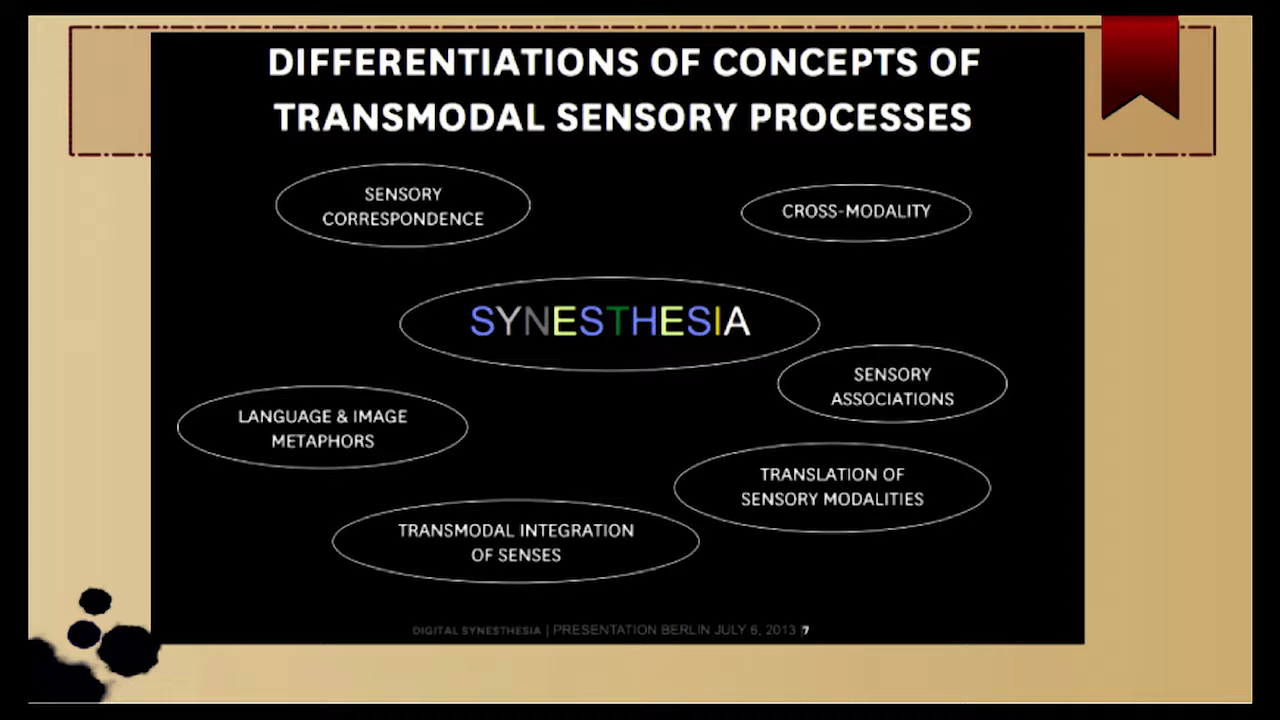 DIFFERENTIATIONS OF CONCEPTS OF
TRANSMODAL SENSORY PROCESSES
SENSORY
CORRESPONDENCE
CROSS-MODALITY
SYNESTHESIA
SENSORY
ASSOCIATIONS
LANGUAGE & IMAGE
METAPHORS
TRANSLATION OF
SENSORY MODALITIES
TRANSMODAL INTEGRATION
OF SENSES
DIGITAL SYNESTHESIA | PRESENTATION BERLIN JULY 6, 2013 |7